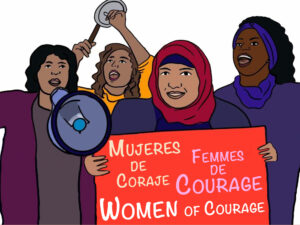 Mujeres
de
Coraje
Femmes
de
Courage
Women of Courage